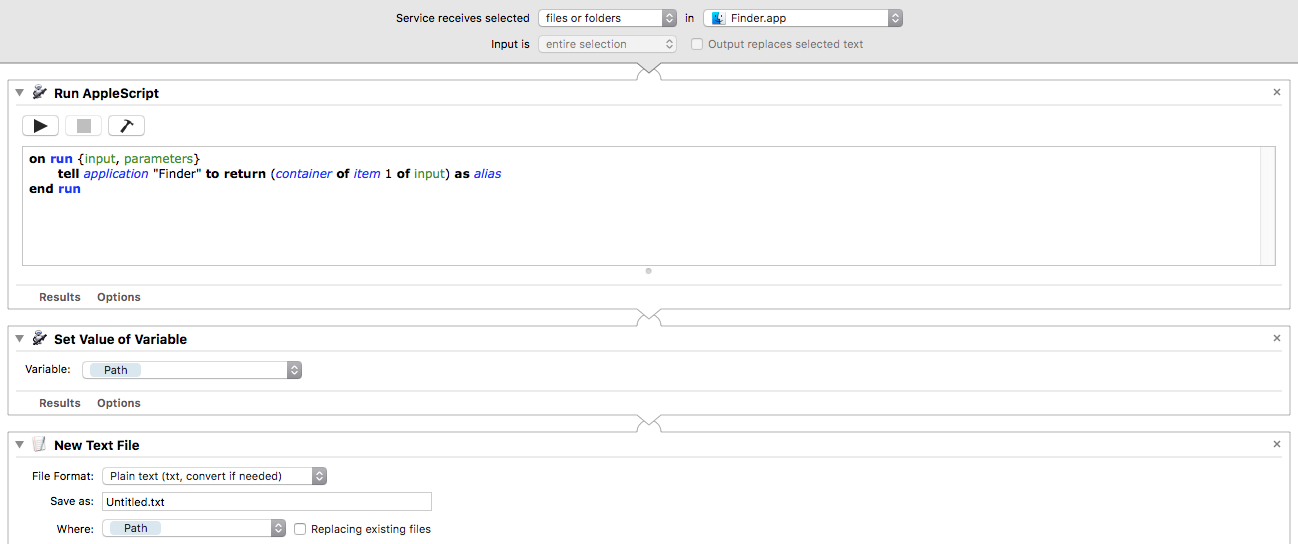 Service receives selected files or folders in Finder.app
Input is entire selection Output replaces selected text
Run AppleScript
on run {input, parameters}
tell application "Finder" to return (container of item 1 of input) as alias
end run
Results Options
Set Value of Variable
Variable: Path
Results Options
New Text File
File Format: Plain text (txt, convert if needed)
Save as: Untitled.txt
Where: Path Replacing existing files